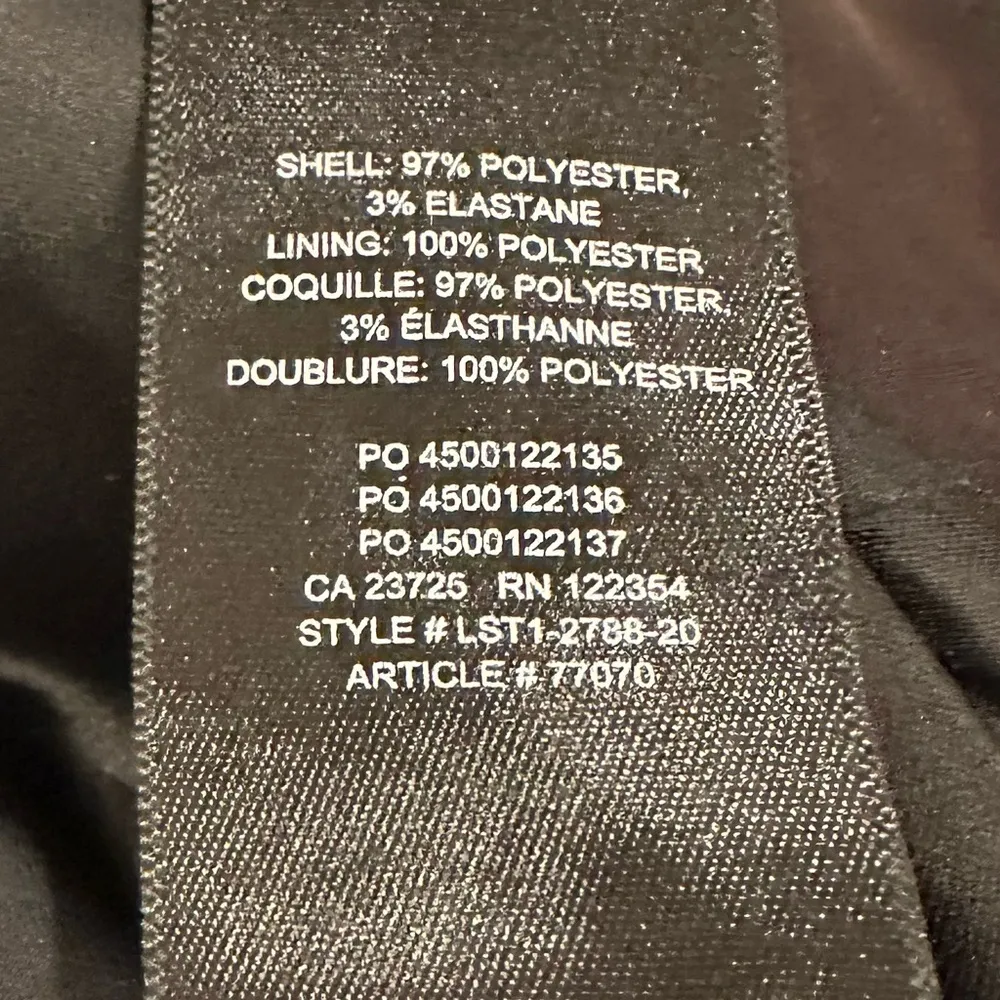 SHELL: 97% POLYESTER,
3% ELASTANE
LINING: 100% POLYESTER
COQUILLE: 97% POLYESTER,
3% ÉLASTHANNE
DOUBLURE: 100% POLYESTER
PO 4500122135
PO 4500122136
PO 4500122137
CA 23725 RN 122354
STYLE # LST1-2788-20
ARTICLE # 77070